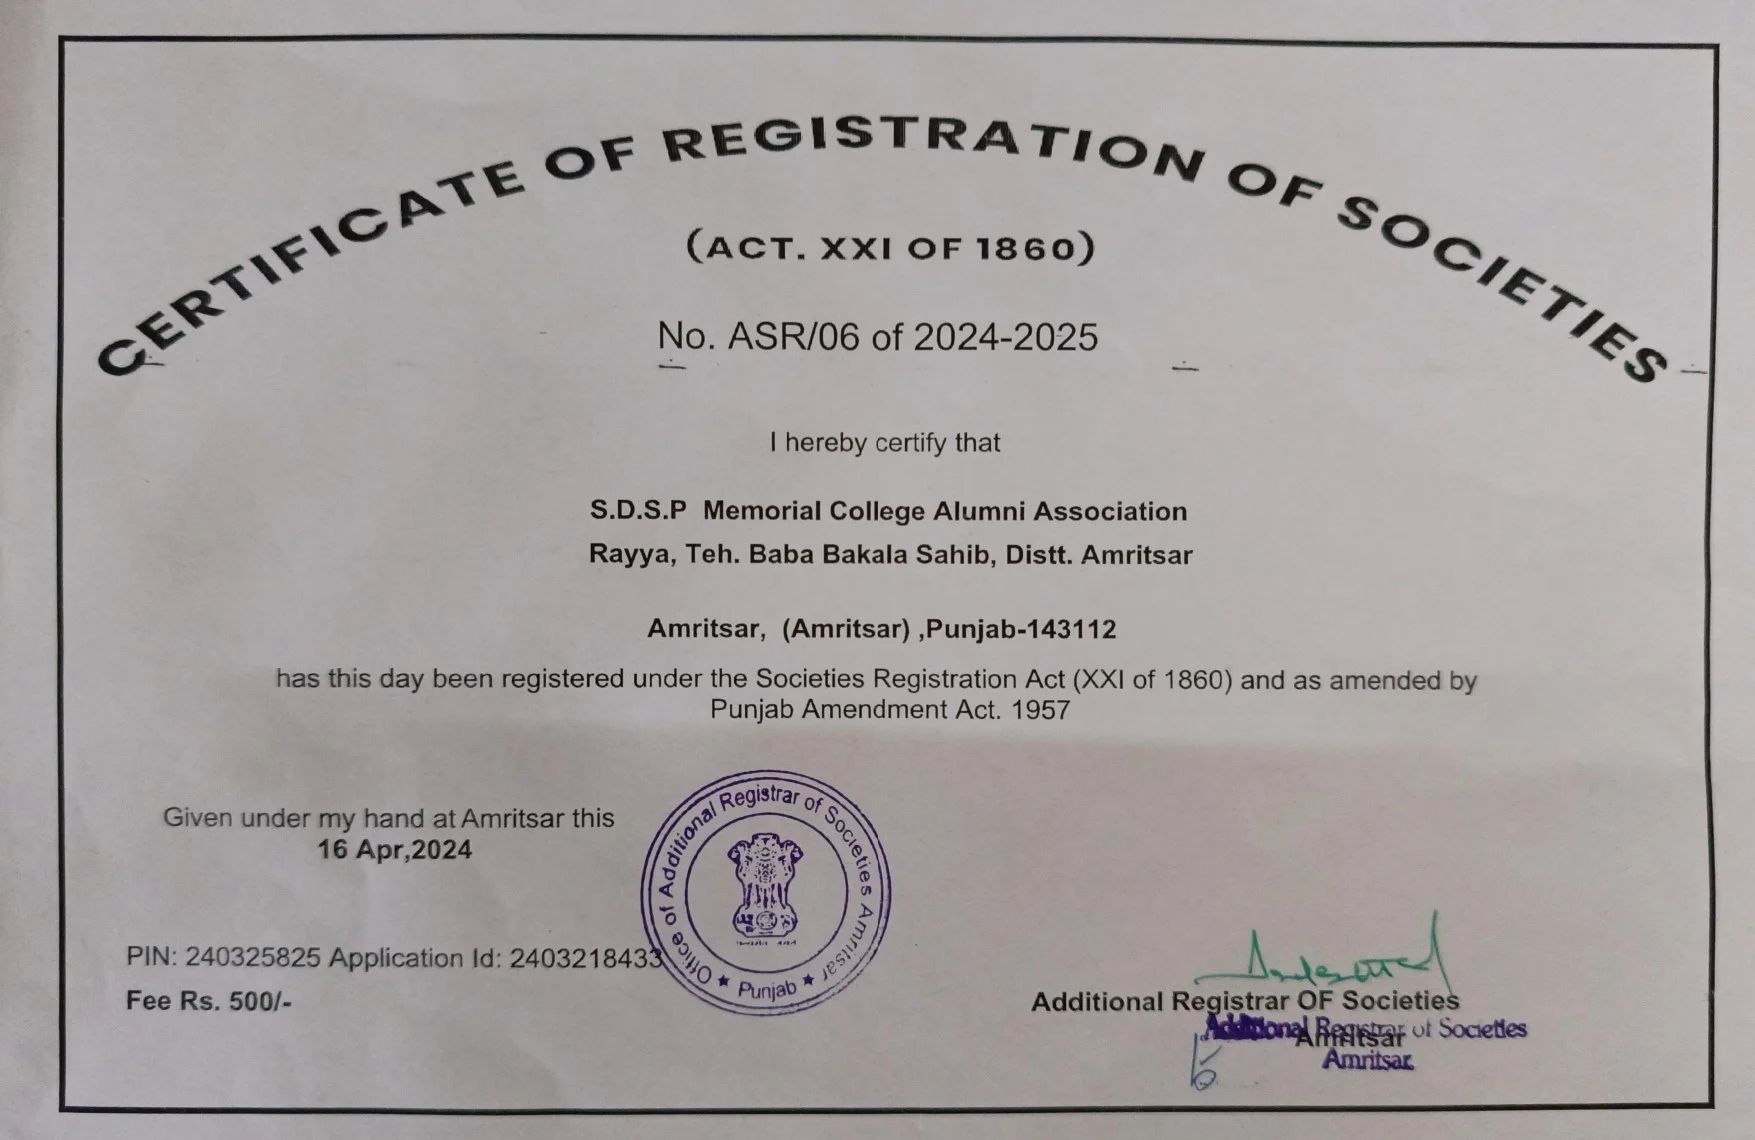 CERTIFICATE OF REGISTRATION OF SOCIETIES
(ACT. XXI OF 1860)
No. ASR/06 of 2024-2025
I hereby certify that
S.D.S.P Memorial College Alumni Association
Rayya, Teh. Baba Bakala Sahib, Distt. Amritsar
Amritsar, (Amritsar) ,Punjab-143112
has this day been registered under the Societies Registration Act (XXI of 1860) and as amended by
Punjab Amendment Act. 1957
Given under my hand at Amritsar this
16 Apr,2024
Office of Additional Registrar of Societies Amritsar
★ Punjab ★
PIN: 240325825 Application Id: 2403218433
Fee Rs. 500/-
Additional Registrar OF Societies
Amritsar
Additional Registrar of Societies
Amritsar